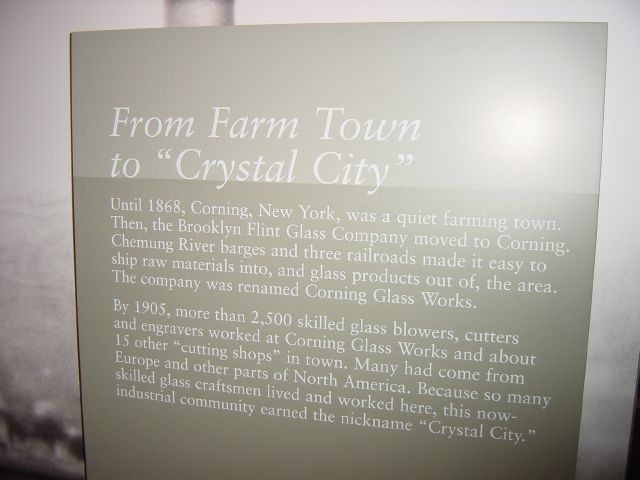 From Farm Town
to “Crystal City”
Until 1868, Corning, New York, was a quiet farming town.
Then, the Brooklyn Flint Glass Company moved to Corning.
Chemung River barges and three railroads made it easy to
ship raw materials into, and glass products out of, the area.
The company was renamed Corning Glass Works.
By 1905, more than 2,500 skilled glass blowers, cutters
and engravers worked at Corning Glass Works and about
15 other “cutting shops” in town. Many had come from
Europe and other parts of North America. Because so many
skilled glass craftsmen lived and worked here, this now-
industrial community earned the nickname “Crystal City.”